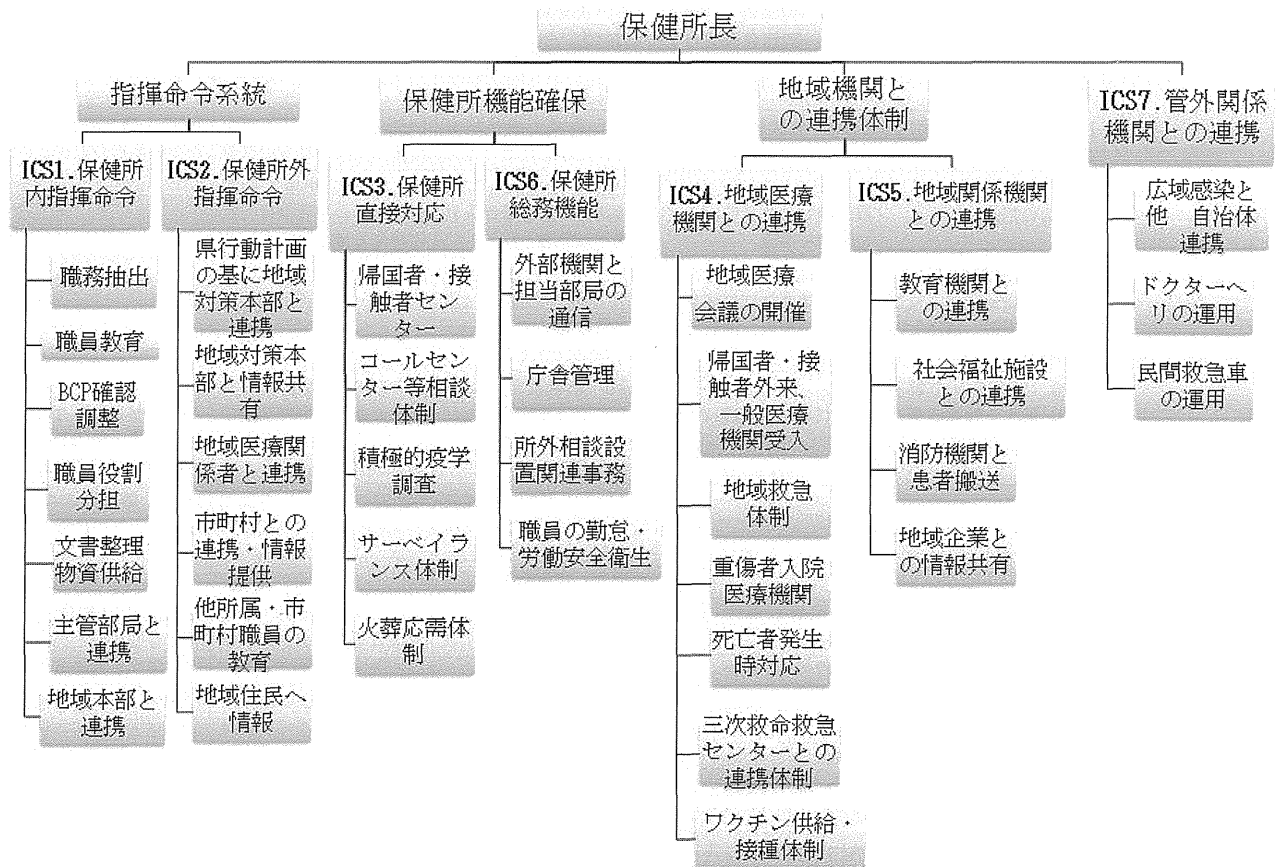 保健所長
指揮命令系統
ICS1.保健所
内指揮命令
職務抽出
職員教育
BCP確認
調整
職員役割
分担
文書整理
物資供給
主管部局と
連携
地域本部と
連携
ICS2.保健所外
指揮命令
県行動計画
の基に地域
対策本部と
連携
地域対策本
部と情報共
有
地域医療関
係者と連携
市町村との
連携・情報
提供
他所属・市
町村職員の
教育
地域住民へ
情報
保健所機能確保
ICS3.保健所
直接対応
帰国者・接
触者センター
コールセン
ター等相談
体制
積極的疫学
調査
サーベイラ
ンス体制
火葬応需体
制
ICS6.保健所
総務機能
外部機関と
担当部局の
通信
庁舎管理
所外相談設
置関連事務
職員の勤怠・
労働安全衛生
地域機関と
の連携体制
ICS4.地域医療
機関との連携
地域医療
会議の開催
帰国者・接
触者外来、
一般医療
機関受入
地域救急
体制
重傷者入院
医療機関
死亡者発生
時対応
三次救命救急
センターとの
連携体制
ワクチン供給・
接種体制
ICS5.地域関係機関
との連携
教育機関と
の連携
社会福祉施設
との連携
消防機関と
患者搬送
地域企業と
の情報共有
ICS7.管外関係
機関との連携
広域感染と
他 自治体
連携
ドクターヘ
リの運用
民間救急車
の運用